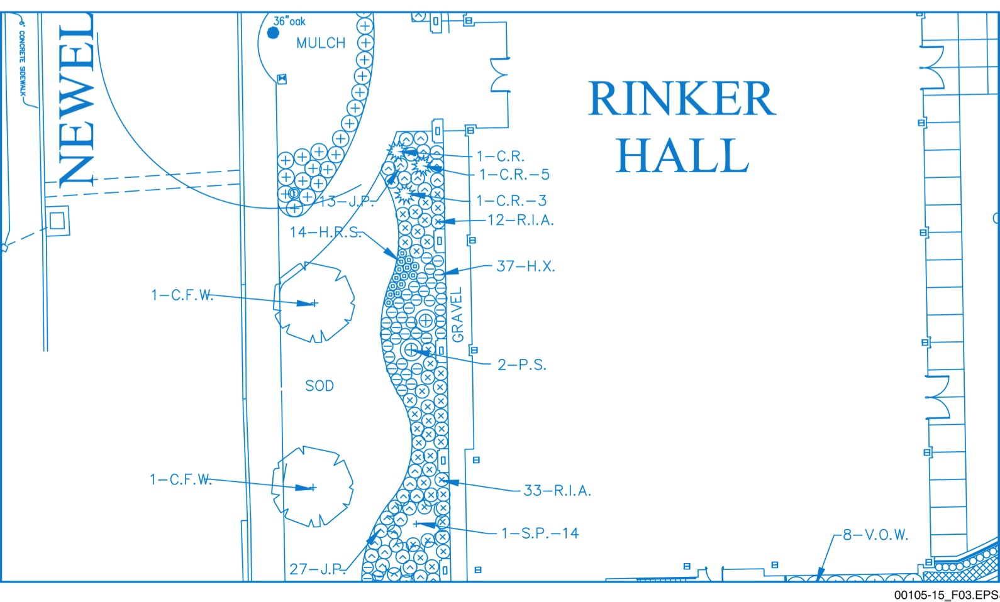 36"oak
MULCH
6' CONCRETE SIDEWALK
NEWEL
RINKER
HALL
1-C.R.
1-C.R.-5
13-J.P.
1-C.R.-3
12-R.I.A.
14-H.R.S.
37-H.X.
1-C.F.W.
GRAVEL
2-P.S.
SOD
1-C.F.W.
33-R.I.A.
1-S.P.-14
8-V.O.W.
27-J.P.
00105-15_F03.EPS